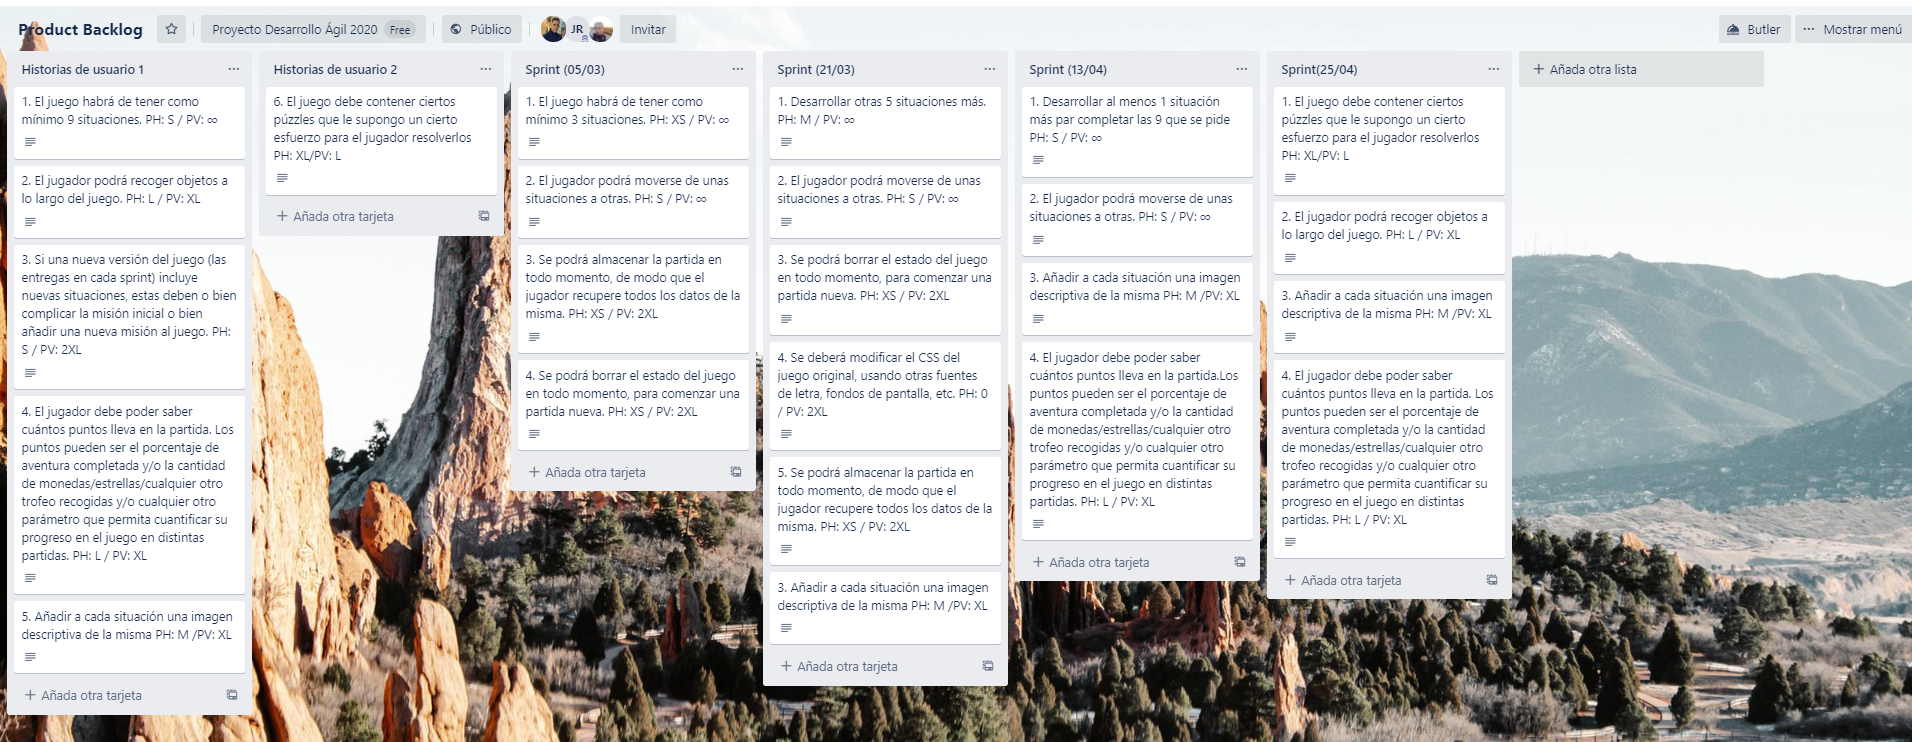 Product Backlog
Proyecto Desarrollo Ágil 2020 Free
Público
JR
Invitar
Butler
Mostrar menú
Historias de usuario 1
1. El juego habrá de tener como
mínimo 9 situaciones. PH: S / PV: ∞
2. El jugador podrá recoger objetos a
lo largo del juego. PH: L / PV: XL
3. Si una nueva versión del juego (las
entregas en cada sprint) incluye
nuevas situaciones, estas deben o bien
complicar la misión inicial o bien
añadir una nueva misión al juego. PH:
S / PV: 2XL
4. El jugador debe poder saber
cuántos puntos lleva en la partida. Los
puntos pueden ser el porcentaje de
aventura completada y/o la cantidad
de monedas/estrellas/cualquier otro
trofeo recogidas y/o cualquier otro
parámetro que permita cuantificar su
progreso en el juego en distintas
partidas. PH: L / PV: XL
5. Añadir a cada situación una imagen
descriptiva de la misma PH: M /PV: XL
+ Añada otra tarjeta
Historias de usuario 2
6. El juego debe contener ciertos
púzzles que le supongo un cierto
esfuerzo para el jugador resolverlos
PH: XL/PV: L
+ Añada otra tarjeta
Sprint (05/03)
1. El juego habrá de tener como
mínimo 3 situaciones. PH: XS / PV: ∞
2. El jugador podrá moverse de unas
situaciones a otras. PH: S / PV: ∞
3. Se podrá almacenar la partida en
todo momento, de modo que el
jugador recupere todos los datos de la
misma. PH: XS / PV: 2XL
4. Se podrá borrar el estado del juego
en todo momento, para comenzar una
partida nueva. PH: XS / PV: 2XL
+ Añada otra tarjeta
Sprint (21/03)
1. Desarrollar otras 5 situaciones más.
PH: M / PV: ∞
2. El jugador podrá moverse de unas
situaciones a otras. PH: S / PV: ∞
3. Se podrá borrar el estado del juego
en todo momento, para comenzar una
partida nueva. PH: XS / PV: 2XL
4. Se deberá modificar el CSS del
juego original, usando otras fuentes
de letra, fondos de pantalla, etc. PH: 0
/ PV: 2XL
5. Se podrá almacenar la partida en
todo momento, de modo que el
jugador recupere todos los datos de la
misma. PH: XS / PV: 2XL
3. Añadir a cada situación una imagen
descriptiva de la misma PH: M /PV: XL
+ Añada otra tarjeta
Sprint (13/04)
1. Desarrollar al menos 1 situación
más par completar las 9 que se pide
PH: S / PV: ∞
2. El jugador podrá moverse de unas
situaciones a otras. PH: S / PV: ∞
3. Añadir a cada situación una imagen
descriptiva de la misma PH: M /PV: XL
4. El jugador debe poder saber
cuántos puntos lleva en la partida.Los
puntos pueden ser el porcentaje de
aventura completada y/o la cantidad
de monedas/estrellas/cualquier otro
trofeo recogidas y/o cualquier otro
parámetro que permita cuantificar su
progreso en el juego en distintas
partidas. PH: L / PV: XL
+ Añada otra tarjeta
Sprint(25/04)
1. El juego debe contener ciertos
púzzles que le supongo un cierto
esfuerzo para el jugador resolverlos
PH: XL/PV: L
2. El jugador podrá recoger objetos a
lo largo del juego. PH: L / PV: XL
3. Añadir a cada situación una imagen
descriptiva de la misma PH: M /PV: XL
4. El jugador debe poder saber
cuántos puntos lleva en la partida. Los
puntos pueden ser el porcentaje de
aventura completada y/o la cantidad
de monedas/estrellas/cualquier otro
trofeo recogidas y/o cualquier otro
parámetro que permita cuantificar su
progreso en el juego en distintas
partidas. PH: L / PV: XL
+ Añada otra tarjeta
+ Añada otra lista